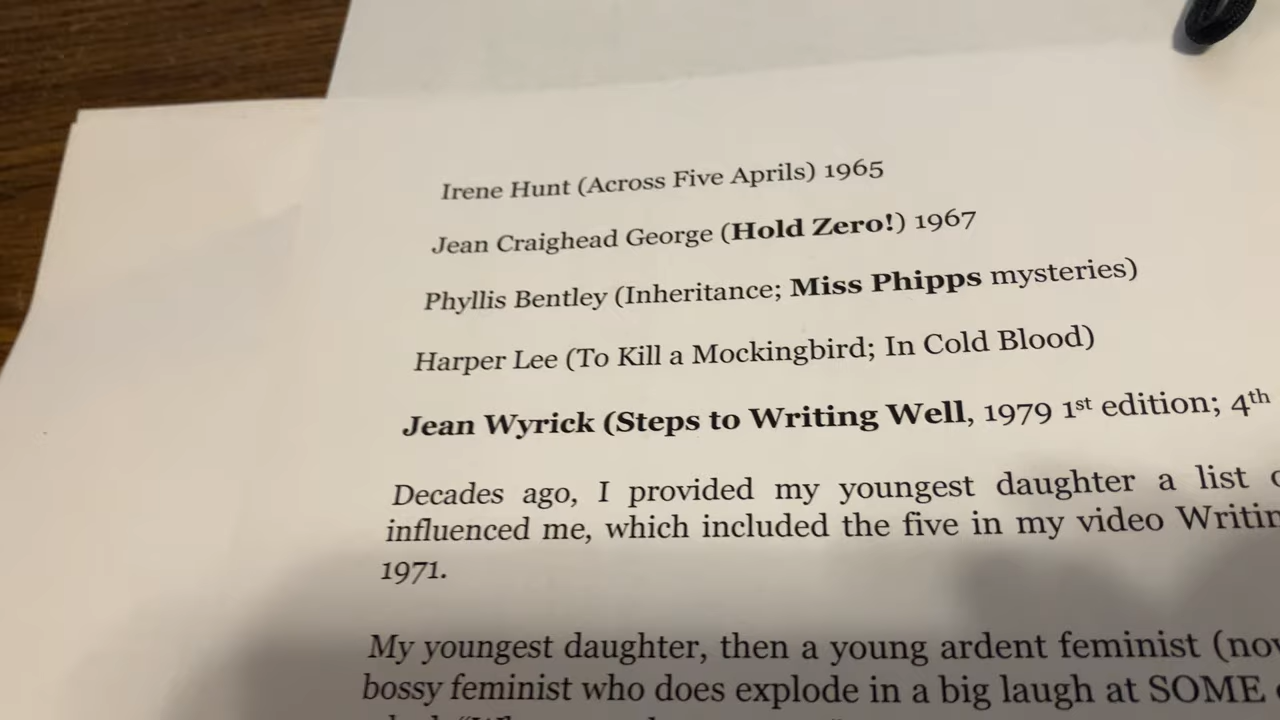 Irene Hunt (Across Five Aprils) 1965
Jean Craighead George (Hold Zero!) 1967
Phyllis Bentley (Inheritance; Miss Phipps mysteries)
Harper Lee (To Kill a Mockingbird; In Cold Blood)
Jean Wyrick (Steps to Writing Well, 1979 1st edition; 4th
Decades ago, I provided my youngest daughter a list
influenced me, which included the five in my video
1971.
My youngest daughter, then a young ardent feminist
bossy feminist who does explode in a big laugh at SOME